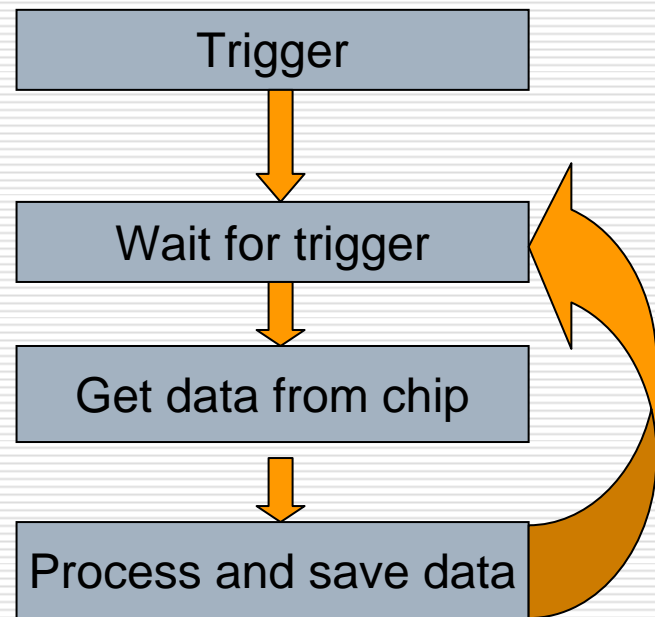 Trigger
Wait for trigger
Get data from chip
Process and save data